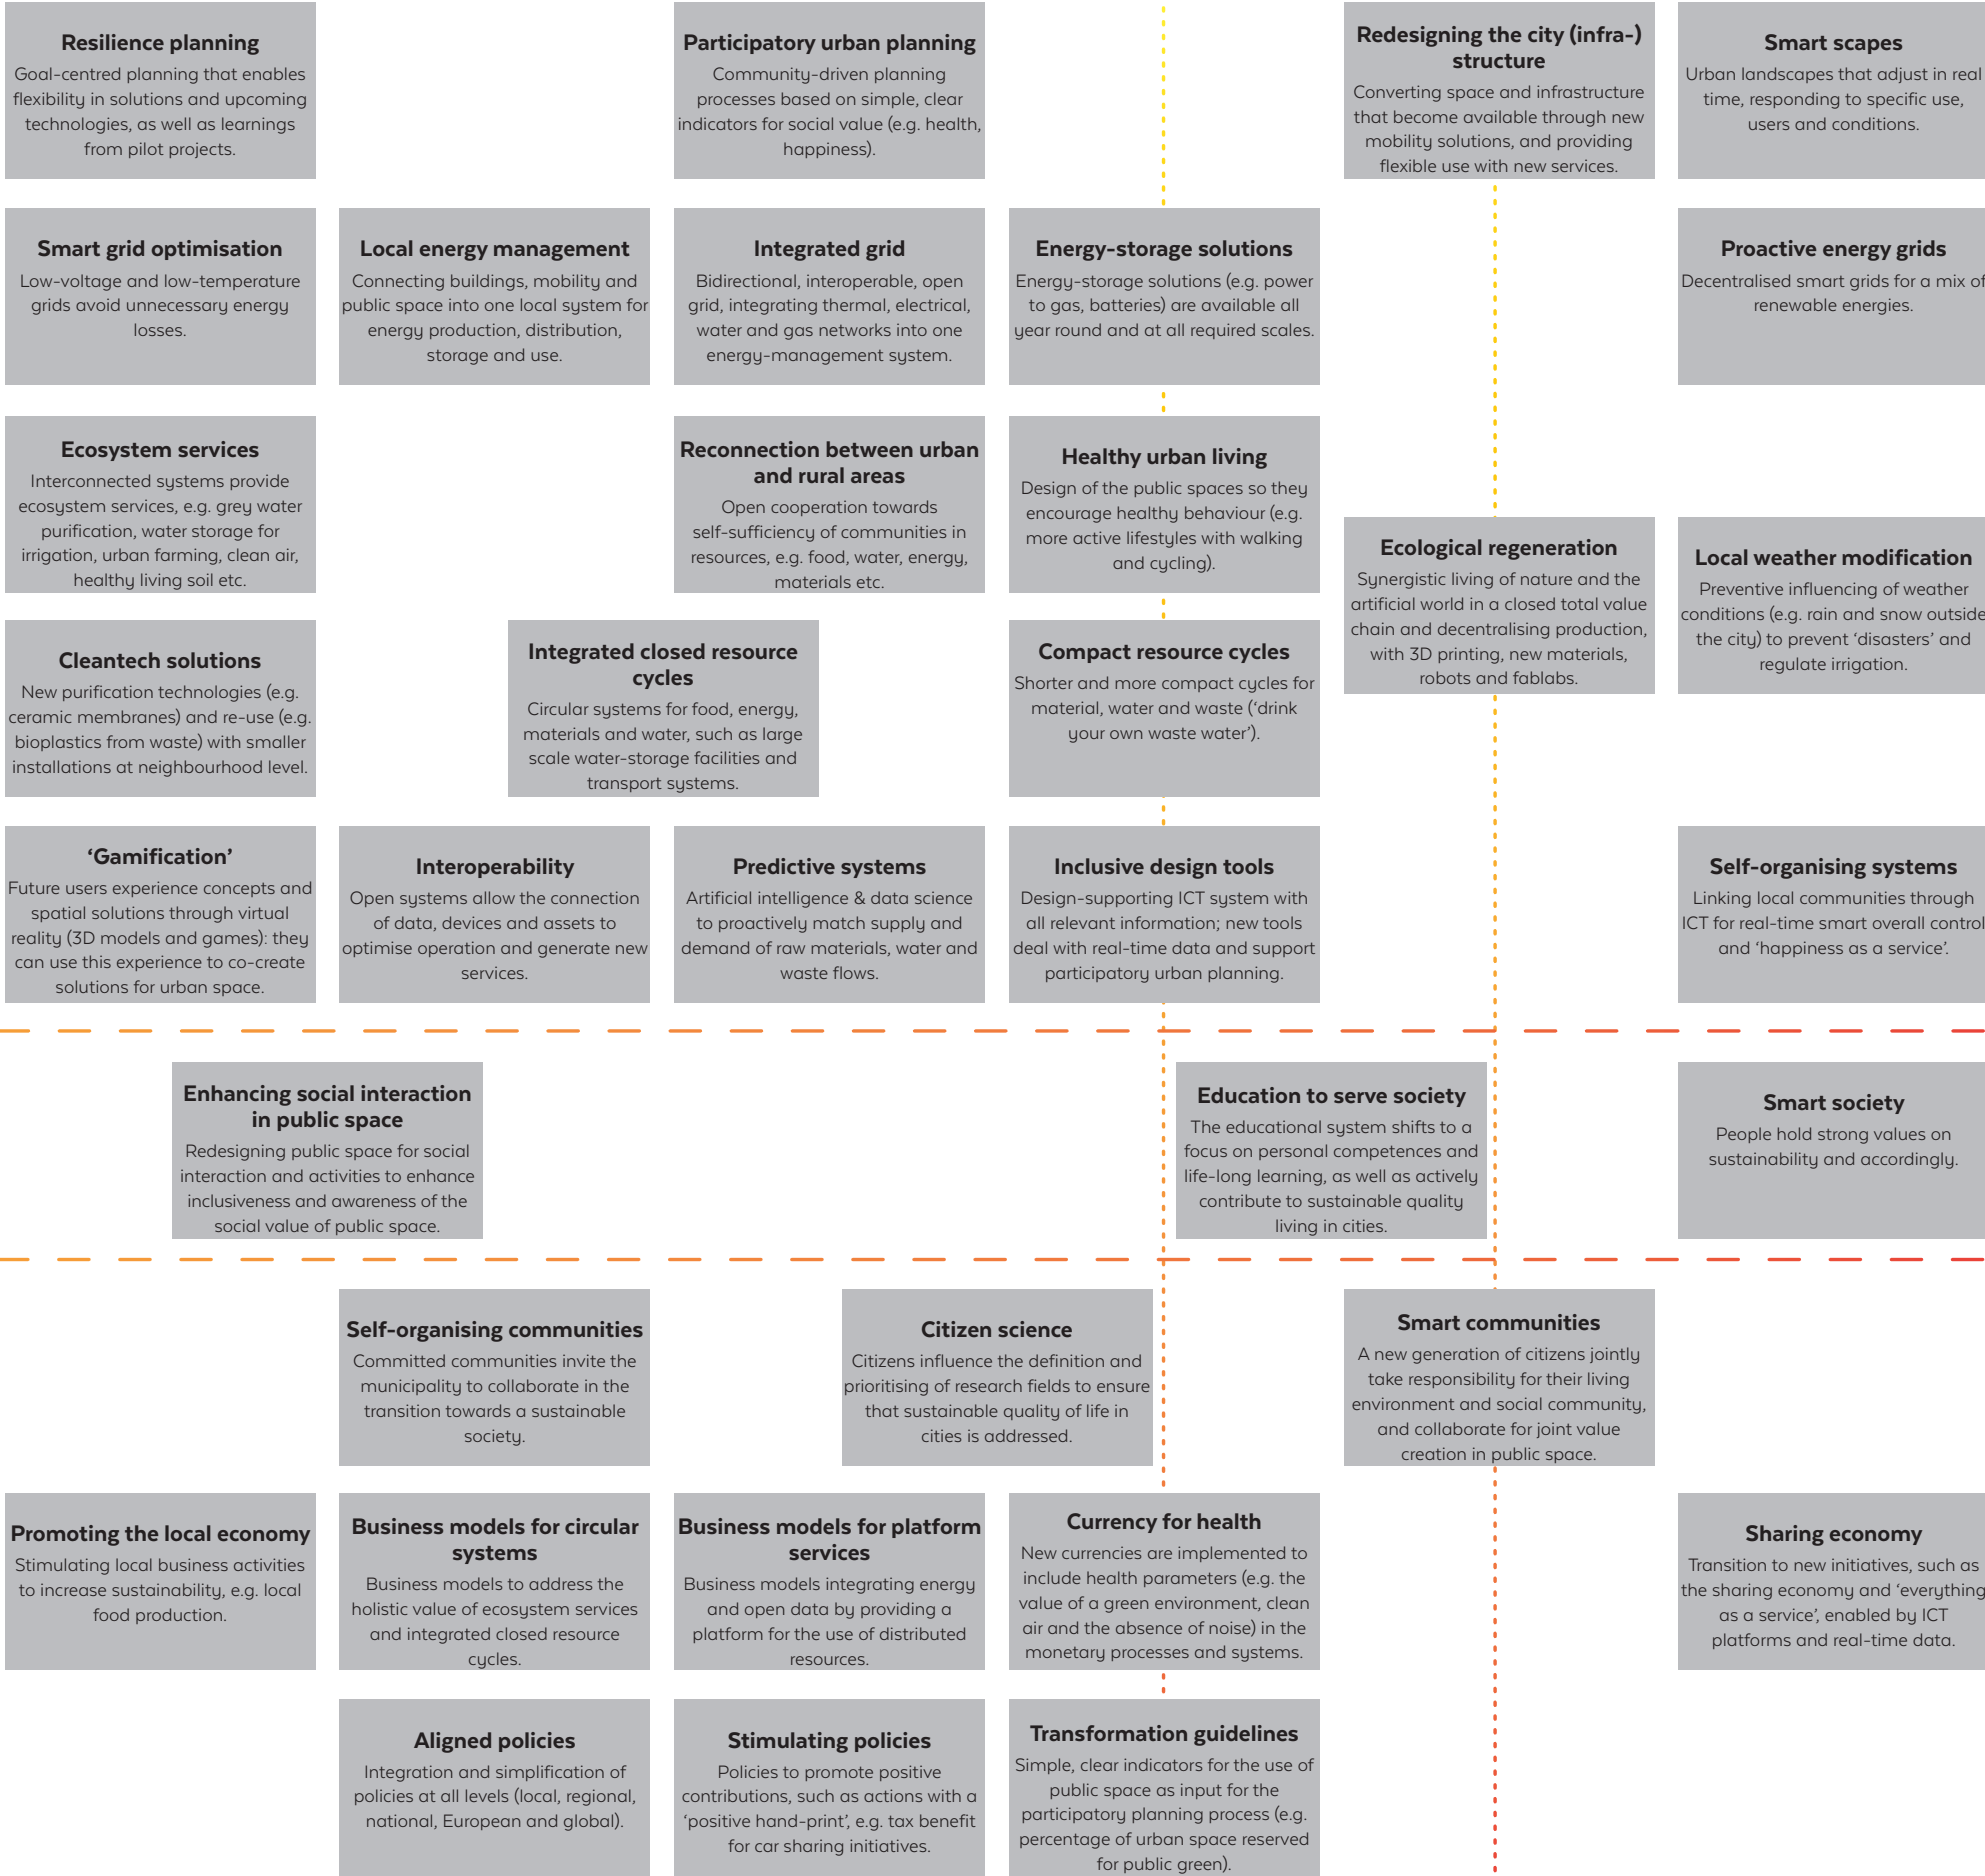 Resilience planning
Goal-centred planning that enables
flexibility in solutions and upcoming
technologies, as well as learnings
from pilot projects.
Participatory urban planning
Community-driven planning
processes based on simple, clear
indicators for social value (e.g. health,
happiness).
Redesigning the city (infra-)
structure
Converting space and infrastructure
that become available through new
mobility solutions, and providing
flexible use with new services.
Smart scapes
Urban landscapes that adjust in real
time, responding to specific use,
users and conditions.
Smart grid optimisation
Low-voltage and low-temperature
grids avoid unnecessary energy
losses.
Local energy management
Connecting buildings, mobility and
public space into one local system for
energy production, distribution,
storage and use.
Integrated grid
Bidirectional, interoperable, open
grid, integrating thermal, electrical,
water and gas networks into one
energy-management system.
Energy-storage solutions
Energy-storage solutions (e.g. power
to gas, batteries) are available all
year round and at all required scales.
Proactive energy grids
Decentralised smart grids for a mix of
renewable energies.
Ecosystem services
Interconnected systems provide
ecosystem services, e.g. grey water
purification, water storage for
irrigation, urban farming, clean air,
healthy living soil etc.
Reconnection between urban
and rural areas
Open cooperation towards
self-sufficiency of communities in
resources, e.g. food, water, energy,
materials etc.
Healthy urban living
Design of the public spaces so they
encourage healthy behaviour (e.g.
more active lifestyles with walking
and cycling).
Ecological regeneration
Synergistic living of nature and the
artificial world in a closed total value
chain and decentralising production,
with 3D printing, new materials,
robots and fablabs.
Local weather modification
Preventive influencing of weather
conditions (e.g. rain and snow outside
the city) to prevent ‘disasters’ and
regulate irrigation.
Cleantech solutions
New purification technologies (e.g.
ceramic membranes) and re-use (e.g.
bioplastics from waste) with smaller
installations at neighbourhood level.
Integrated closed resource
cycles
Circular systems for food, energy,
materials and water, such as large
scale water-storage facilities and
transport systems.
Compact resource cycles
Shorter and more compact cycles for
material, water and waste (‘drink
your own waste water’).
‘Gamification’
Future users experience concepts and
spatial solutions through virtual
reality (3D models and games): they
can use this experience to co-create
solutions for urban space.
Interoperability
Open systems allow the connection
of data, devices and assets to
optimise operation and generate new
services.
Predictive systems
Artificial intelligence & data science
to proactively match supply and
demand of raw materials, water and
waste flows.
Inclusive design tools
Design-supporting ICT system with
all relevant information; new tools
deal with real-time data and support
participatory urban planning.
Self-organising systems
Linking local communities through
ICT for real-time smart overall control
and ‘happiness as a service’.
Enhancing social interaction
in public space
Redesigning public space for social
interaction and activities to enhance
inclusiveness and awareness of the
social value of public space.
Education to serve society
The educational system shifts to a
focus on personal competences and
life-long learning, as well as actively
contribute to sustainable quality
living in cities.
Smart society
People hold strong values on
sustainability and accordingly.
Self-organising communities
Committed communities invite the
municipality to collaborate in the
transition towards a sustainable
society.
Citizen science
Citizens influence the definition and
prioritising of research fields to ensure
that sustainable quality of life in
cities is addressed.
Smart communities
A new generation of citizens jointly
take responsibility for their living
environment and social community,
and collaborate for joint value
creation in public space.
Promoting the local economy
Stimulating local business activities
to increase sustainability, e.g. local
food production.
Business models for circular
systems
Business models to address the
holistic value of ecosystem services
and integrated closed resource
cycles.
Business models for platform
services
Business models integrating energy
and open data by providing a
platform for the use of distributed
resources.
Currency for health
New currencies are implemented to
include health parameters (e.g. the
value of a green environment, clean
air and the absence of noise) in the
monetary processes and systems.
Sharing economy
Transition to new initiatives, such as
the sharing economy and ‘everything
as a service’, enabled by ICT
platforms and real-time data.
Aligned policies
Integration and simplification of
policies at all levels (local, regional,
national, European and global).
Stimulating policies
Policies to promote positive
contributions, such as actions with a
‘positive hand-print’, e.g. tax benefit
for car sharing initiatives.
Transformation guidelines
Simple, clear indicators for the use of
public space as input for the
participatory planning process (e.g.
percentage of urban space reserved
for public green).